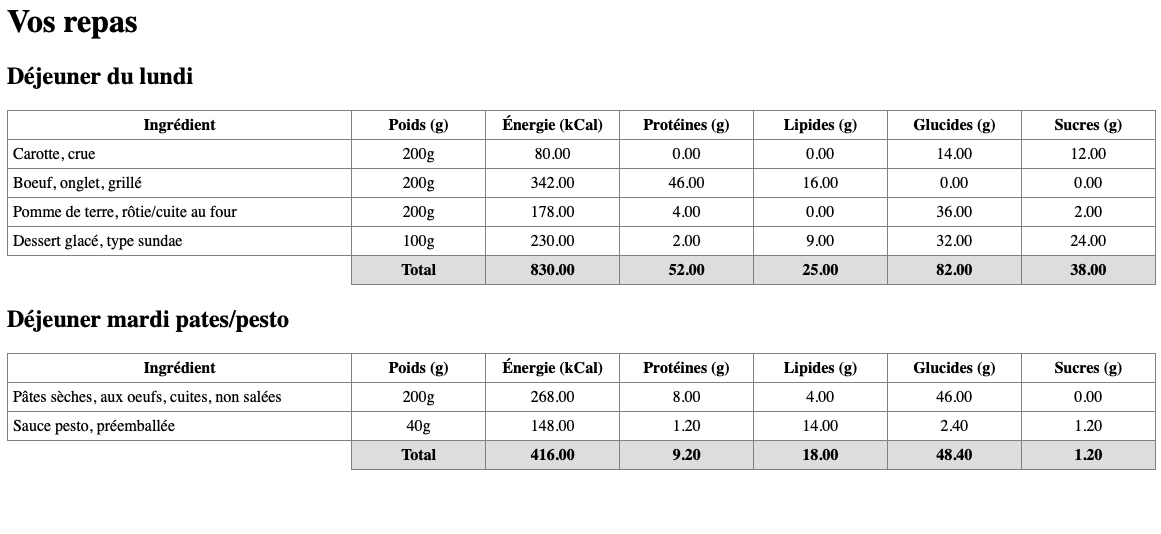 Vos repas
Déjeuner du lundi
Ingrédient Poids (g) Énergie (kCal) Protéines (g) Lipides (g) Glucides (g) Sucres (g)
Carotte, crue 200g 80.00 0.00 0.00 14.00 12.00
Boeuf, onglet, grillé 200g 342.00 46.00 16.00 0.00 0.00
Pomme de terre, rôtie/cuite au four 200g 178.00 4.00 0.00 36.00 2.00
Dessert glacé, type sundae 100g 230.00 2.00 9.00 32.00 24.00
Total 830.00 52.00 25.00 82.00 38.00
Déjeuner mardi pates/pesto
Ingrédient Poids (g) Énergie (kCal) Protéines (g) Lipides (g) Glucides (g) Sucres (g)
Pâtes sèches, aux oeufs, cuites, non salées 200g 268.00 8.00 4.00 46.00 0.00
Sauce pesto, préemballée 40g 148.00 1.20 14.00 2.40 1.20
Total 416.00 9.20 18.00 48.40 1.20